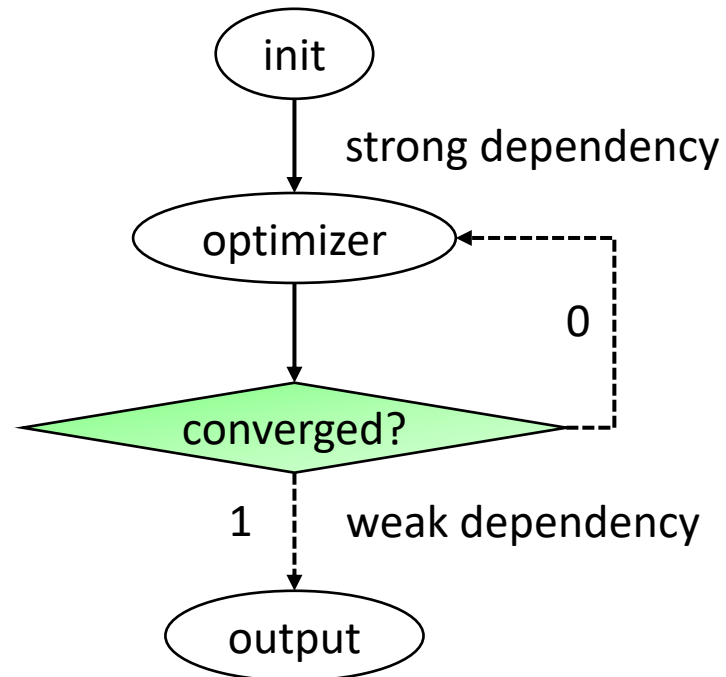 init
strong dependency
optimizer
0
converged?
1
weak dependency
output